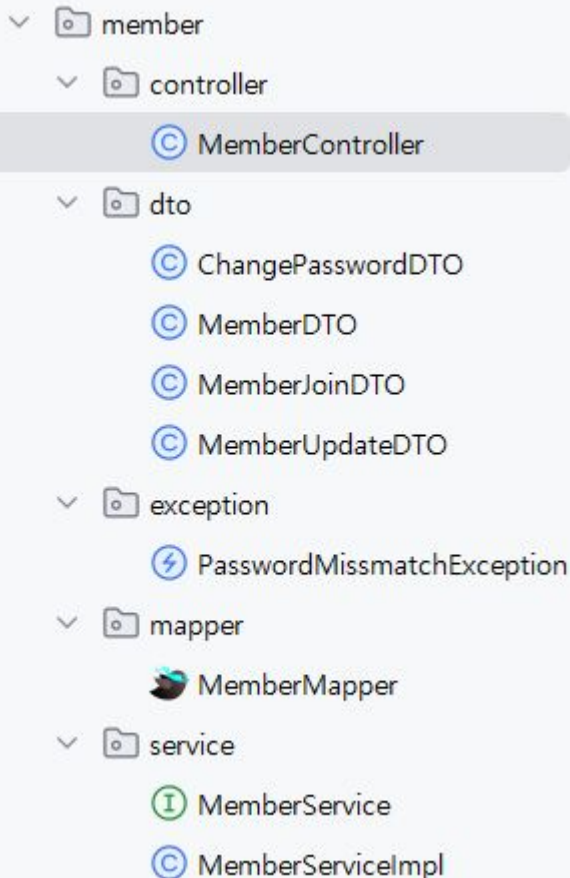 member
controller
MemberController
dto
ChangePasswordDTO
MemberDTO
MemberJoinDTO
MemberUpdateDTO
exception
PasswordMissmatchException
mapper
MemberMapper
service
MemberService
MemberServiceImpl